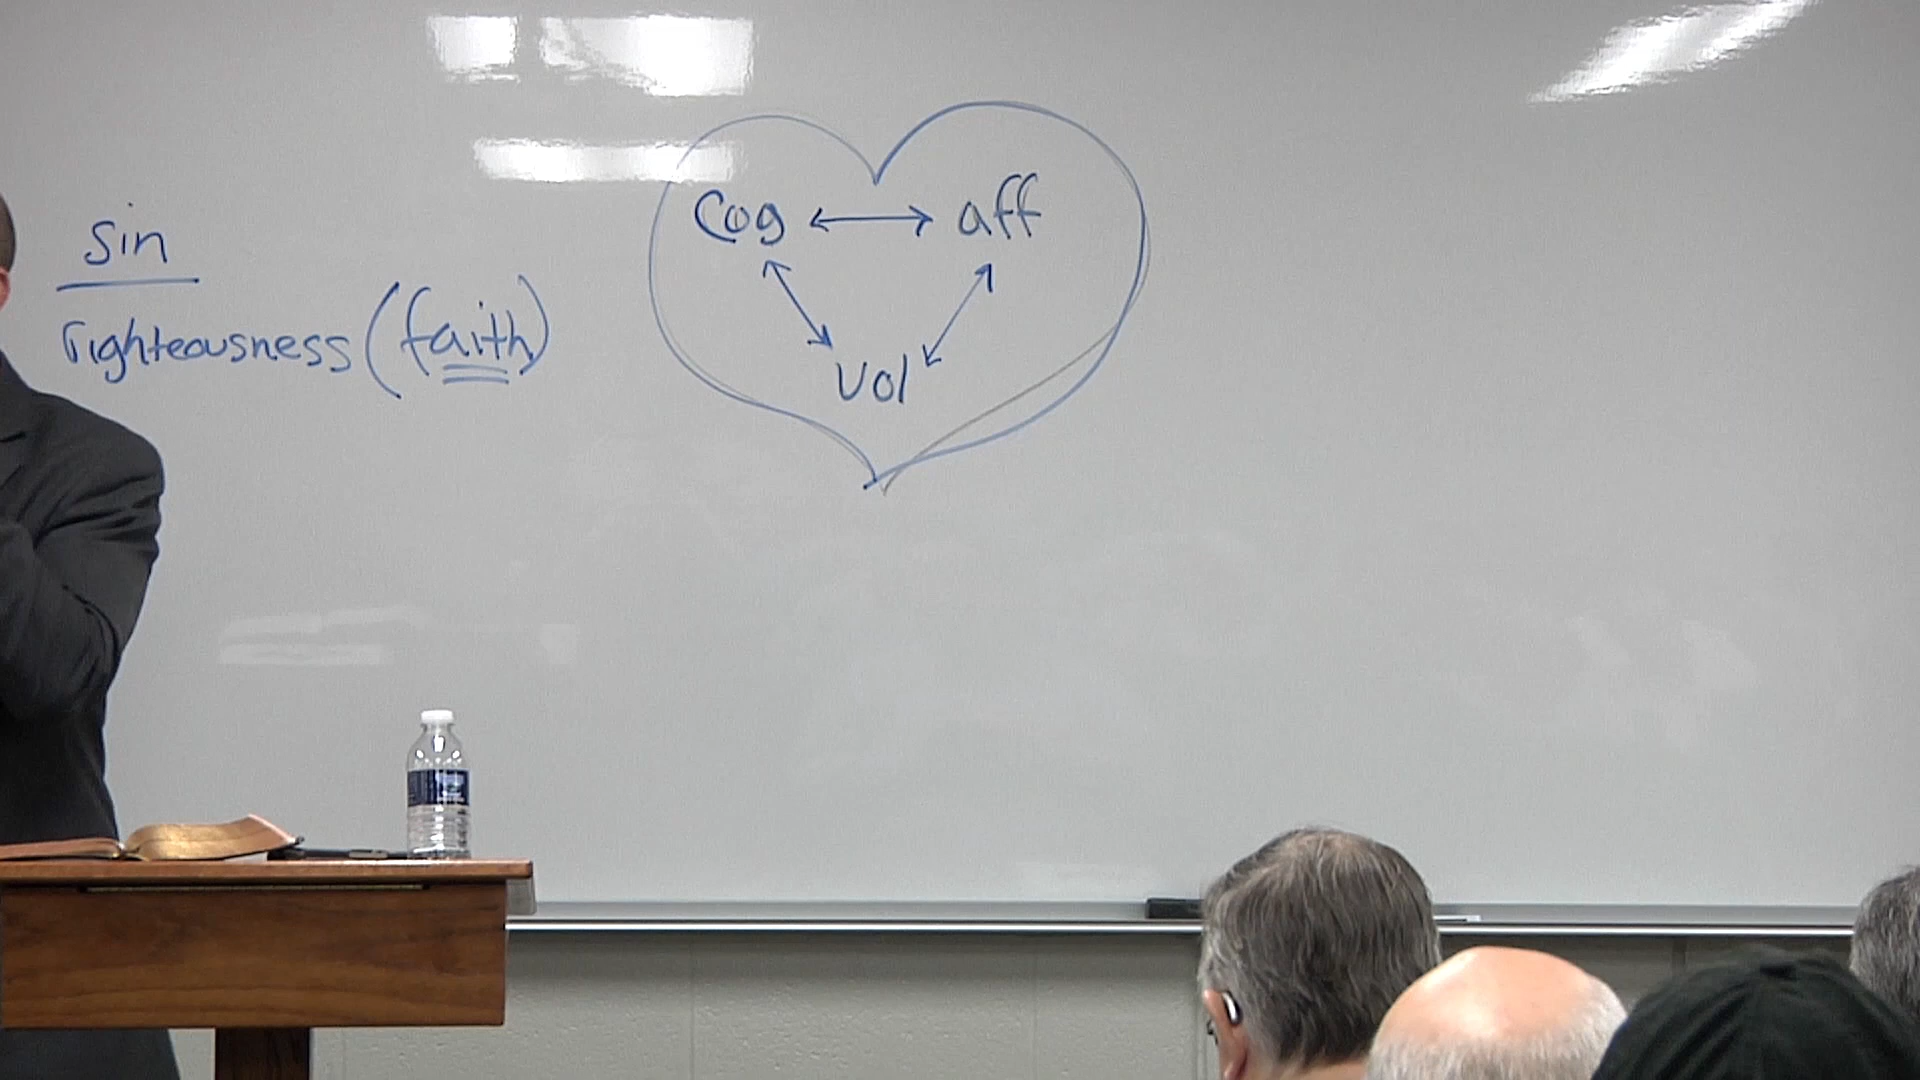 sin
righteousness (faith)
Cog ↔ aff
Vol